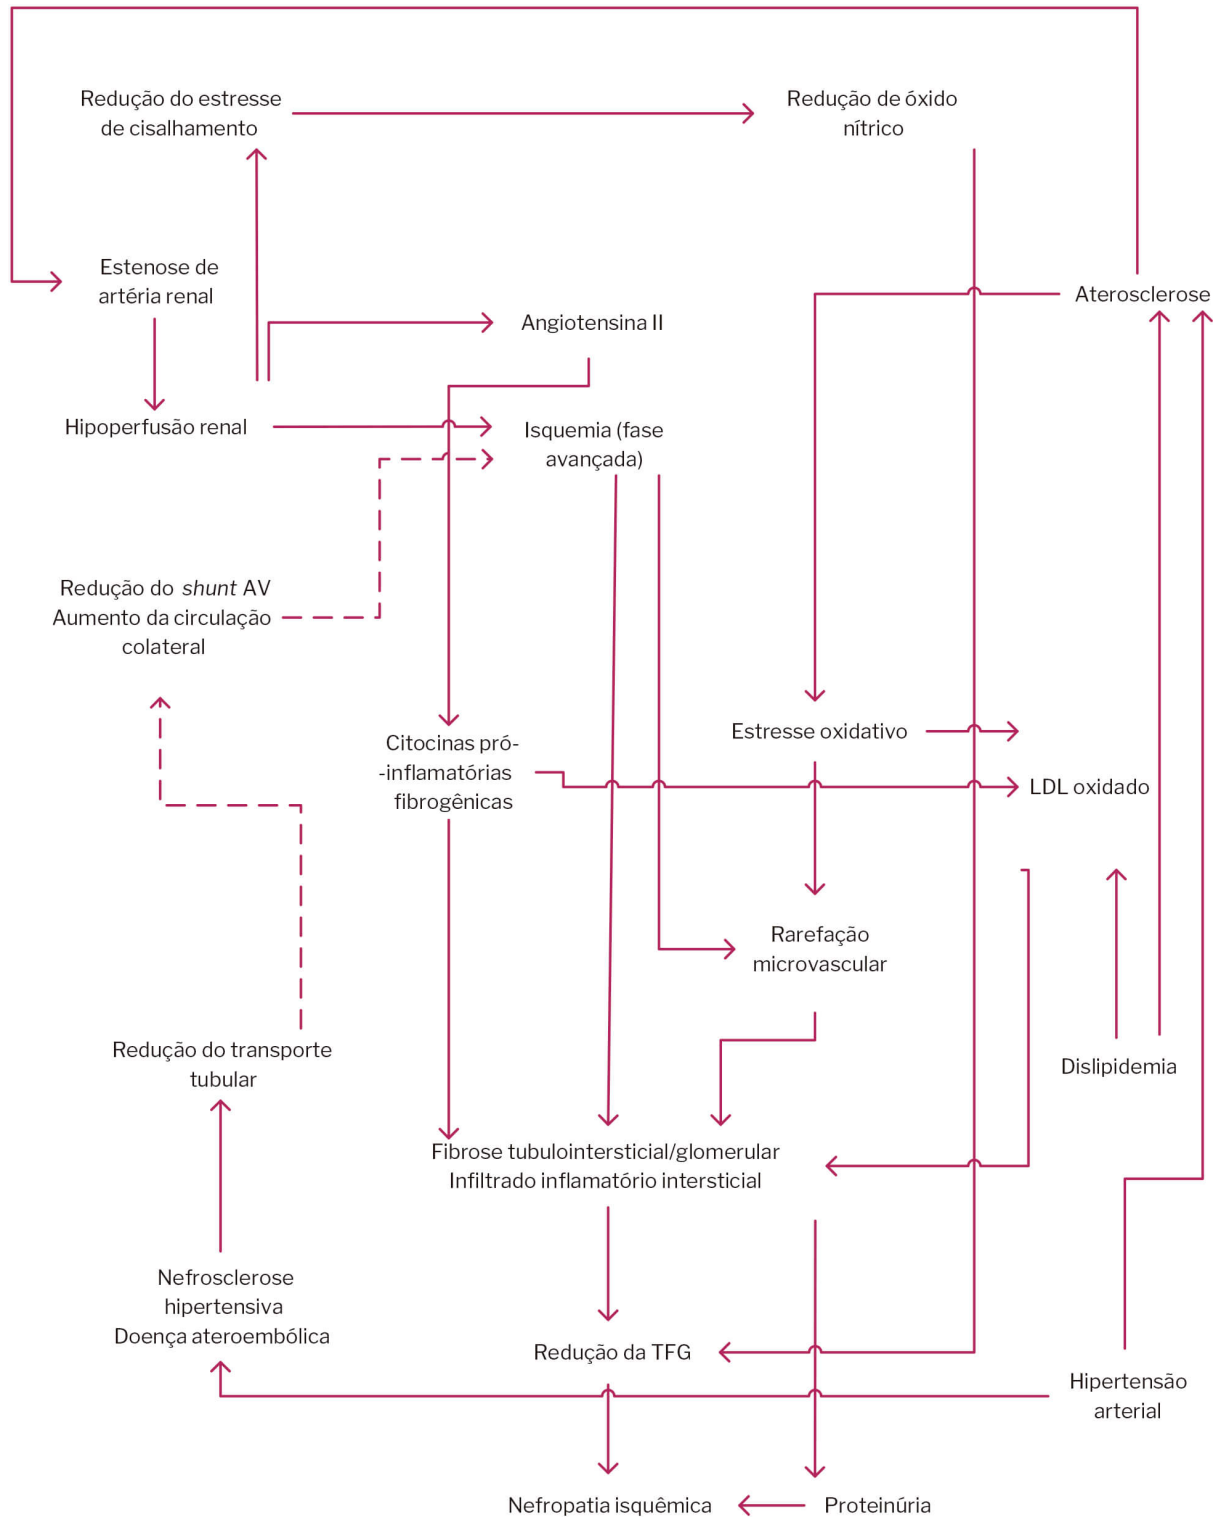 Redução do estresse
de cisalhamento
Redução de óxido
nítrico
Estenose de
artéria renal
Aterosclerose
Angiotensina II
Hipoperfusão renal
Isquemia (fase
avançada)
Redução do shunt AV
Aumento da circulação
colateral
Estresse oxidativo
Citocinas pró-
-inflamatórias
fibrogênicas
LDL oxidado
Rarefação
microvascular
Redução do transporte
tubular
Dislipidemia
Fibrose tubulointersticial/glomerular
Infiltrado inflamatório intersticial
Nefrosclerose
hipertensiva
Doença ateroembólica
Redução da TFG
Hipertensão
arterial
Nefropatia isquêmica
Proteinúria